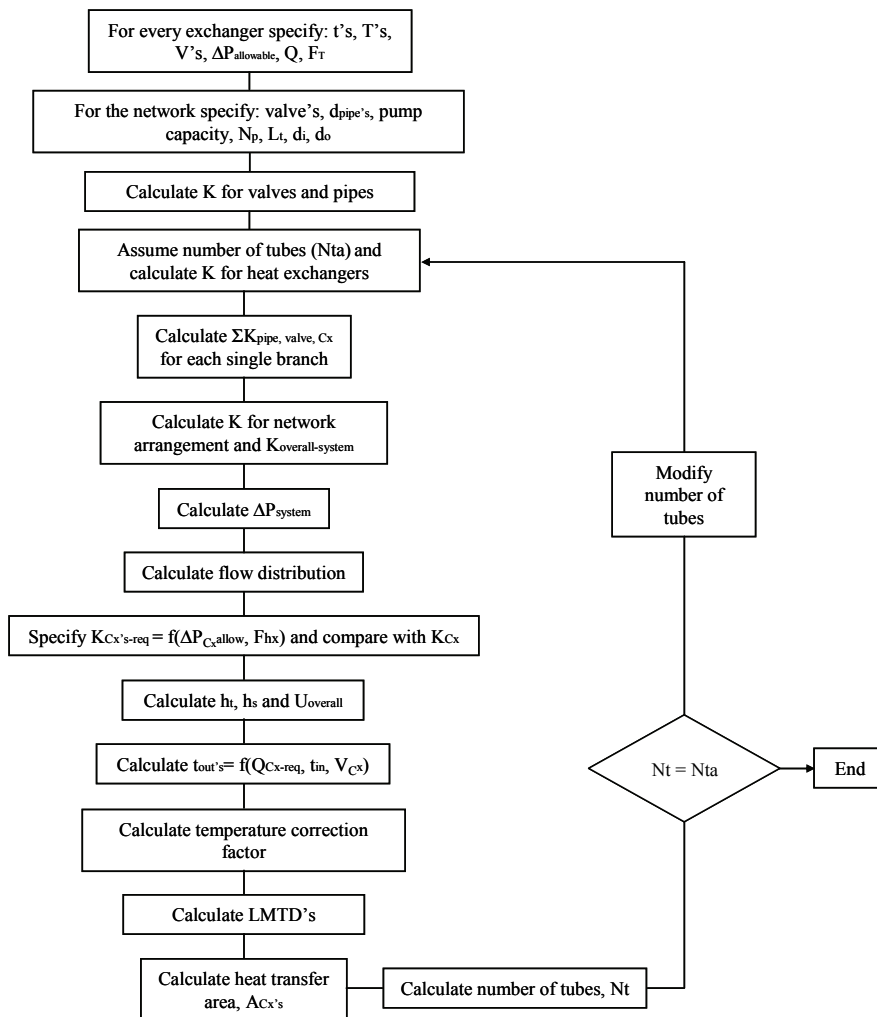 For every exchanger specify: t's, T's,
V's, ΔPallowable, Q, FT
For the network specify: valve's, dpipe's, pump
capacity, Np, Lt, di, do
Calculate K for valves and pipes
Assume number of tubes (Nta) and
calculate K for heat exchangers
Calculate ΣKpipe, valve, Cx
for each single branch
Calculate K for network
arrangement and Koverall-system
Calculate ΔPsystem
Calculate flow distribution
Specify KCx's-req = f(ΔPCxallow, Fhx) and compare with KCx
Calculate ht, hs and Uoverall
Calculate tout's= f(QCx-req, tin, VCx)
Calculate temperature correction
factor
Calculate LMTD's
Calculate heat transfer
area, ACx's
Calculate number of tubes, Nt
Modify
number of
tubes
Nt = Nta
End